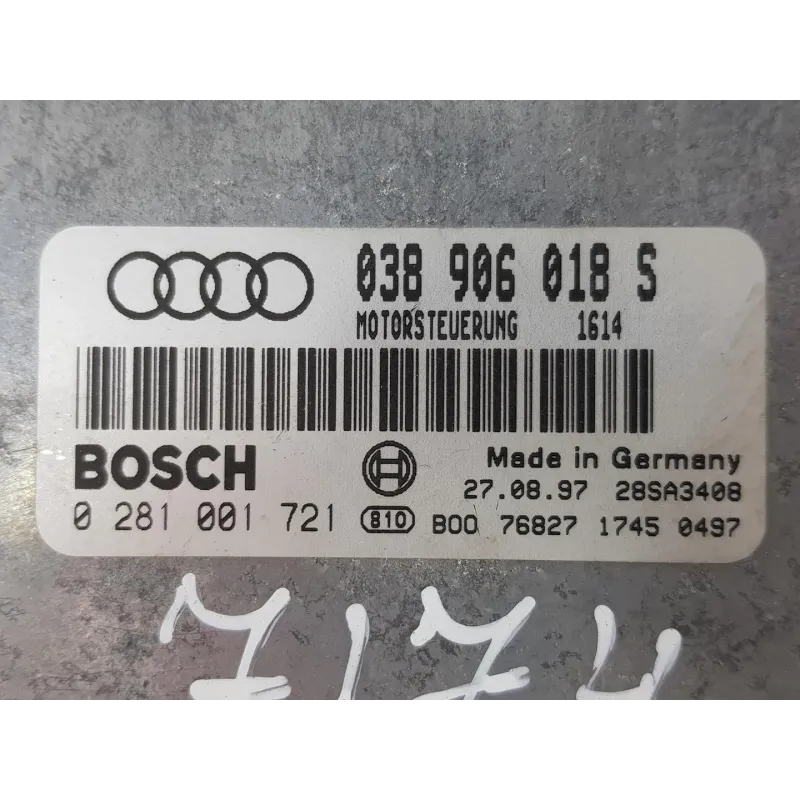 038 906 018 S
MOTORSTEUERUNG 1614
BOSCH
Made in Germany
27.08.97 28SA3408
0 281 001 721 810 B00 76827 1745 0497
7174